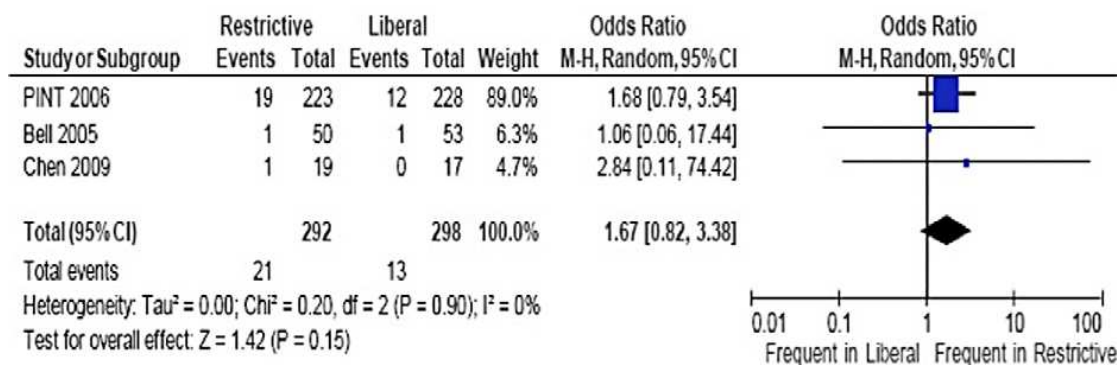 Restrictive Liberal Odds Ratio Odds Ratio
Study or Subgroup Events Total Events Total Weight M-H, Random, 95% CI M-H, Random, 95% CI
PINT 2006 19 223 12 228 89.0% 1.68 [0.79, 3.54]
Bell 2005 1 50 1 53 6.3% 1.06 [0.06, 17.44]
Chen 2009 1 19 0 17 4.7% 2.84 [0.11, 74.42]
Total (95% CI) 292 298 100.0% 1.67 [0.82, 3.38]
Total events 21 13
Heterogeneity: Tau² = 0.00; Chi² = 0.20, df = 2 (P = 0.90); I² = 0%
Test for overall effect: Z = 1.42 (P = 0.15)
0.01 0.1 1 10 100
Frequent in Liberal Frequent in Restrictive